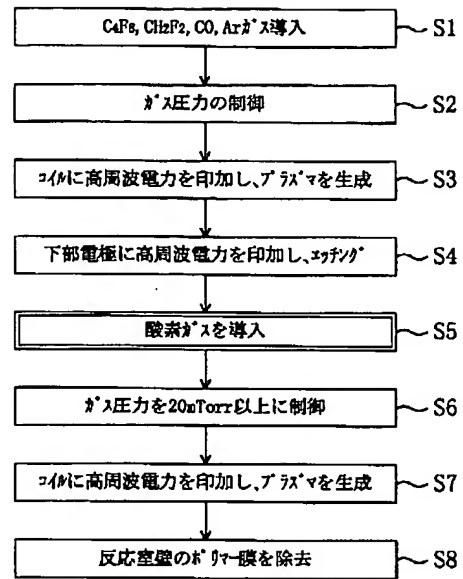 C4F8, CH2F2, CO, Arｶﾞｽ導入 S1
ｶﾞｽ圧力の制御 S2
ｺｲﾙに高周波電力を印加し、ﾌﾟﾗｽﾞﾏを生成 S3
下部電極に高周波電力を印加し、ｴｯﾁﾝｸﾞ S4
酸素ｶﾞｽを導入 S5
ｶﾞｽ圧力を20mTorr以上に制御 S6
ｺｲﾙに高周波電力を印加し、ﾌﾟﾗｽﾞﾏを生成 S7
反応室壁のﾎﾟﾘﾏｰ膜を除去 S8